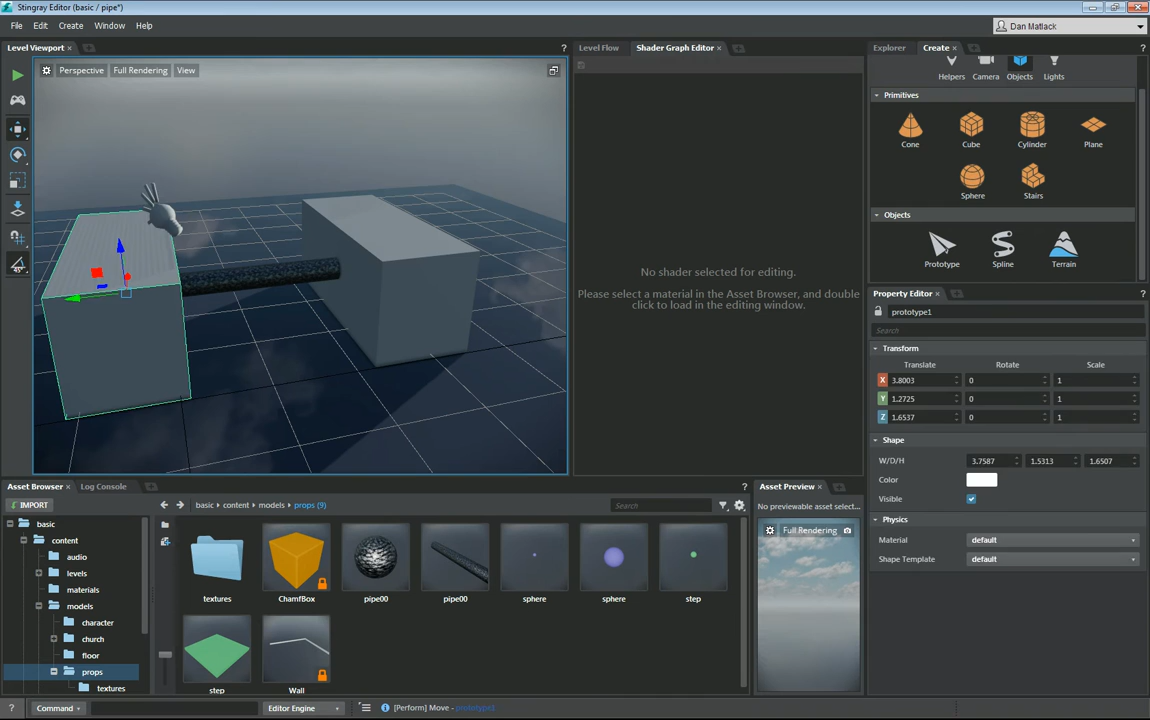 Stingray Editor (basic / pipe*)
File Edit Create Window Help
Dan Matlack
Level Viewport
?
Perspective Full Rendering View
45°
Level Flow Shader Graph Editor
No shader selected for editing.
Please select a material in the Asset Browser, and double
click to load in the editing window.
Explorer Create ?
Helpers Camera Objects Lights
Primitives
Cone Cube Cylinder Plane
Sphere Stairs
Objects
Prototype Spline Terrain
Property Editor ?
prototype1
Search
Transform
Translate Rotate Scale
X 3.8003 0 1
Y 1.2725 0 1
Z 1.6537 0 1
Shape
W/D/H 3.7587 1.5313 1.6507
Color
Visible
Physics
Material default
Shape Template default
Asset Browser Log Console ?
IMPORT
basic content models props (9)
Search
basic
content
audio
levels
materials
models
character
church
floor
props
textures
textures ChamfBox pipe00 pipe00 sphere sphere step
step Wall
Asset Preview
No previewable asset select...
Full Rendering
? Command Editor Engine [Perform] Move - prototype1